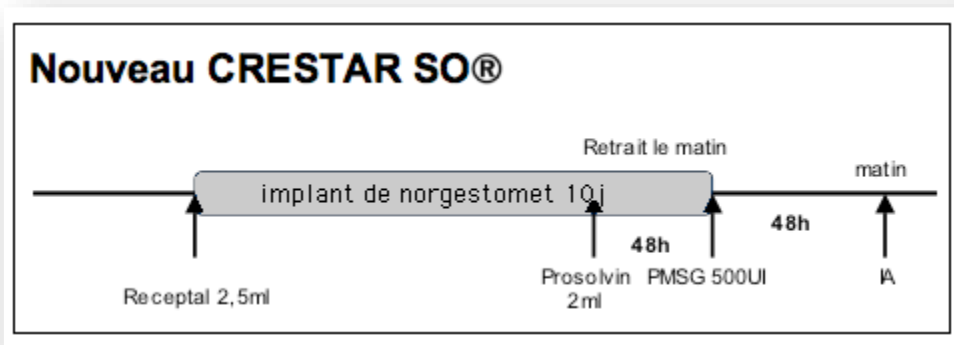 Nouveau CRESTAR SO®
Retrait le matin
matin
implant de norgestomet 10j
48h
48h
Prosolvin PMSG 500UI IA
Receptal 2,5ml
2ml